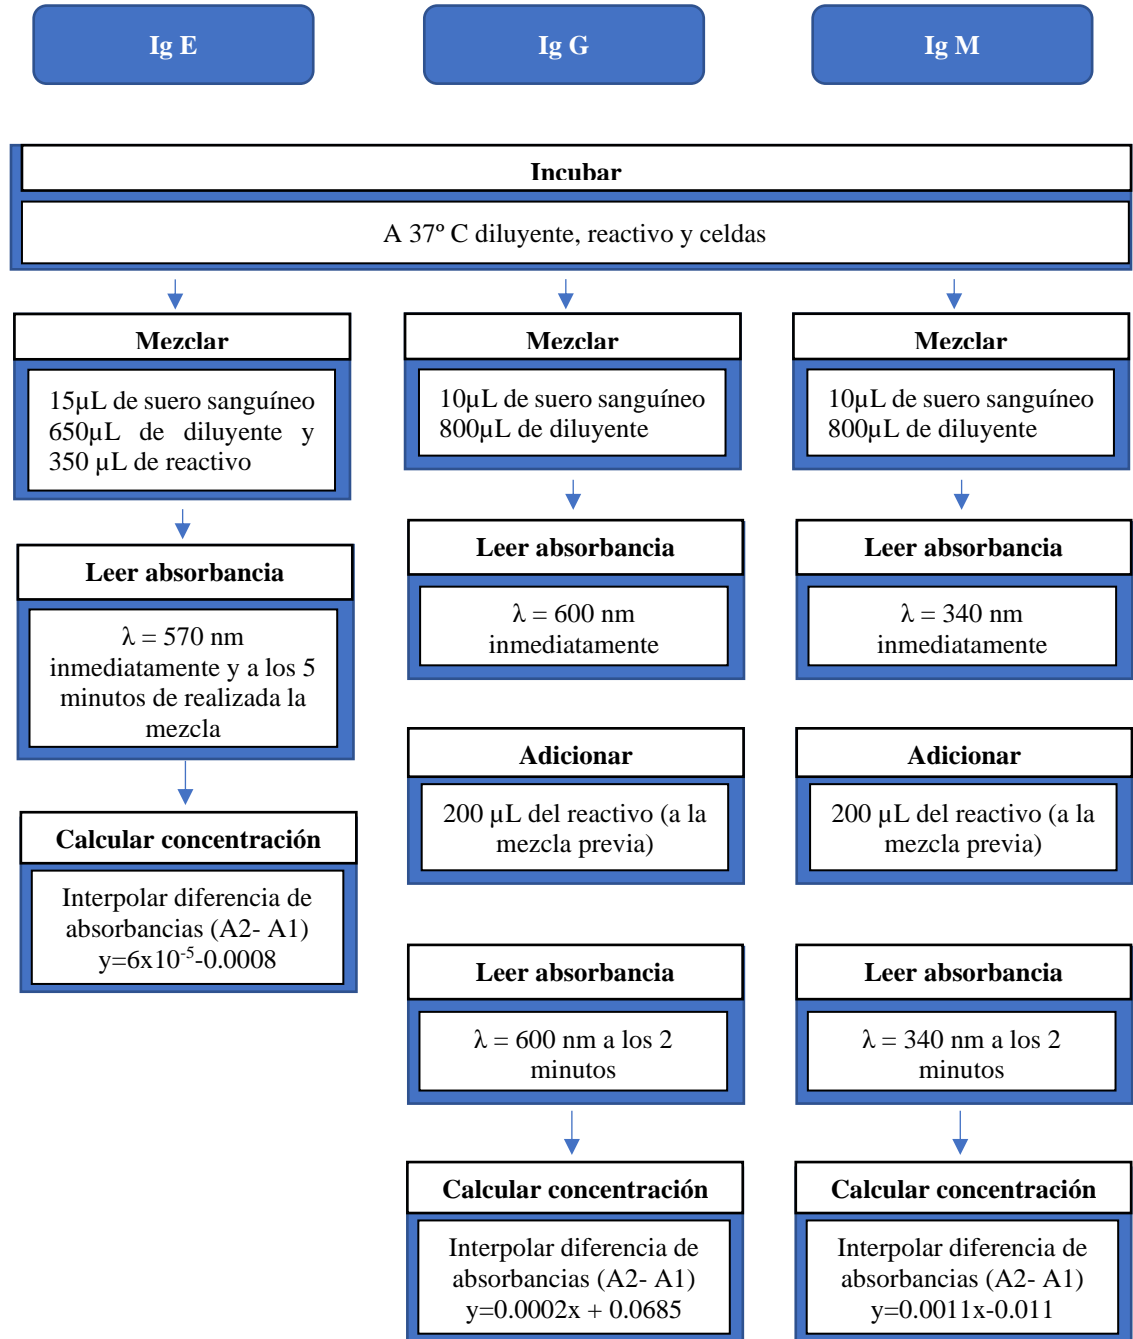 Ig E
Ig G
Ig M
Incubar
A 37º C diluyente, reactivo y celdas
Mezclar
15µL de suero sanguíneo
650µL de diluyente y
350 µL de reactivo
Leer absorbancia
λ = 570 nm
inmediatamente y a los 5
minutos de realizada la
mezcla
Calcular concentración
Interpolar diferencia de
absorbancias (A2- A1)
y=6x10⁻⁵-0.0008
Mezclar
10µL de suero sanguíneo
800µL de diluyente
Leer absorbancia
λ = 600 nm
inmediatamente
Adicionar
200 µL del reactivo (a la
mezcla previa)
Leer absorbancia
λ = 600 nm a los 2
minutos
Calcular concentración
Interpolar diferencia de
absorbancias (A2- A1)
y=0.0002x + 0.0685
Mezclar
10µL de suero sanguíneo
800µL de diluyente
Leer absorbancia
λ = 340 nm
inmediatamente
Adicionar
200 µL del reactivo (a la
mezcla previa)
Leer absorbancia
λ = 340 nm a los 2
minutos
Calcular concentración
Interpolar diferencia de
absorbancias (A2- A1)
y=0.0011x-0.011